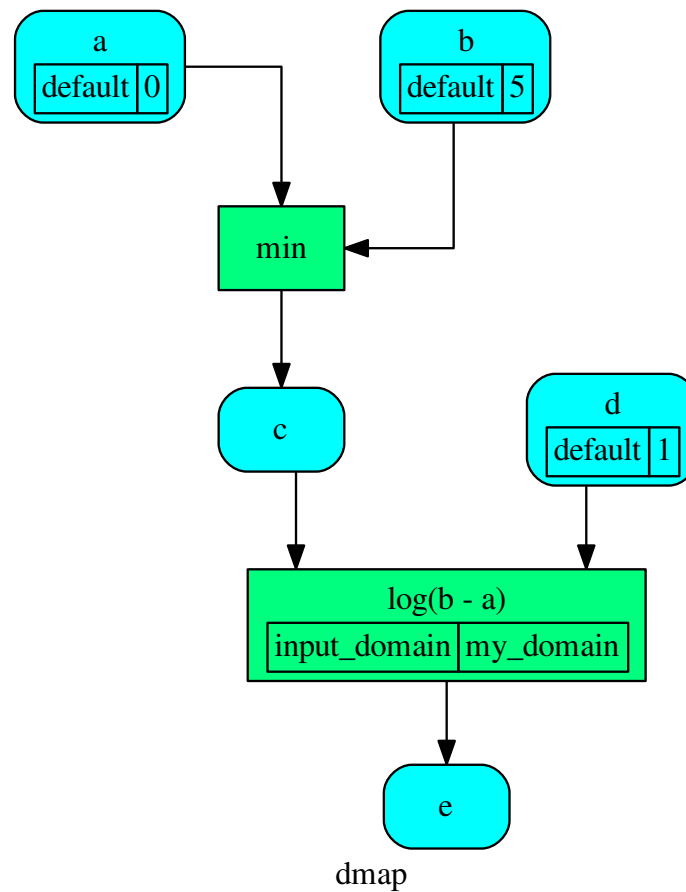 a
default 0
b
default 5
min
c
d
default 1
log(b - a)
input_domain my_domain
e
dmap